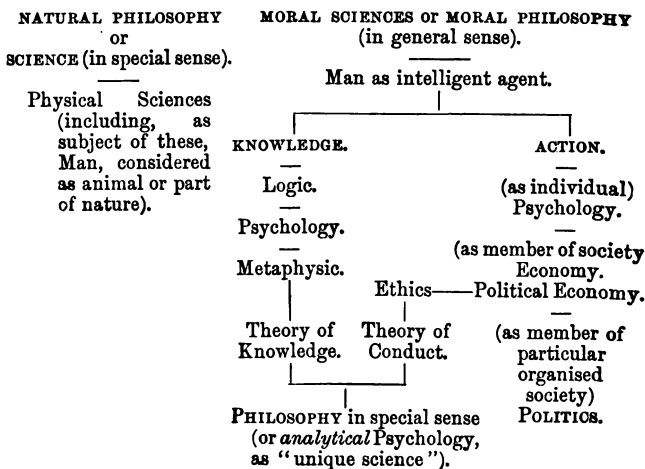 NATURAL PHILOSOPHY
or
SCIENCE (in special sense).
Physical Sciences
(including, as
subject of these,
Man, considered
as animal or part
of nature).
MORAL SCIENCES OR MORAL PHILOSOPHY
(in general sense).
Man as intelligent agent.
KNOWLEDGE.
Logic.
Psychology.
Metaphysic.
Theory of
Knowledge.
ACTION.
(as individual)
Psychology.
(as member of society
Economy.
Ethics——Political Economy.
Theory of
Conduct.
(as member of
particular
organised
society)
POLITICS.
PHILOSOPHY in special sense
(or analytical Psychology,
as "unique science").